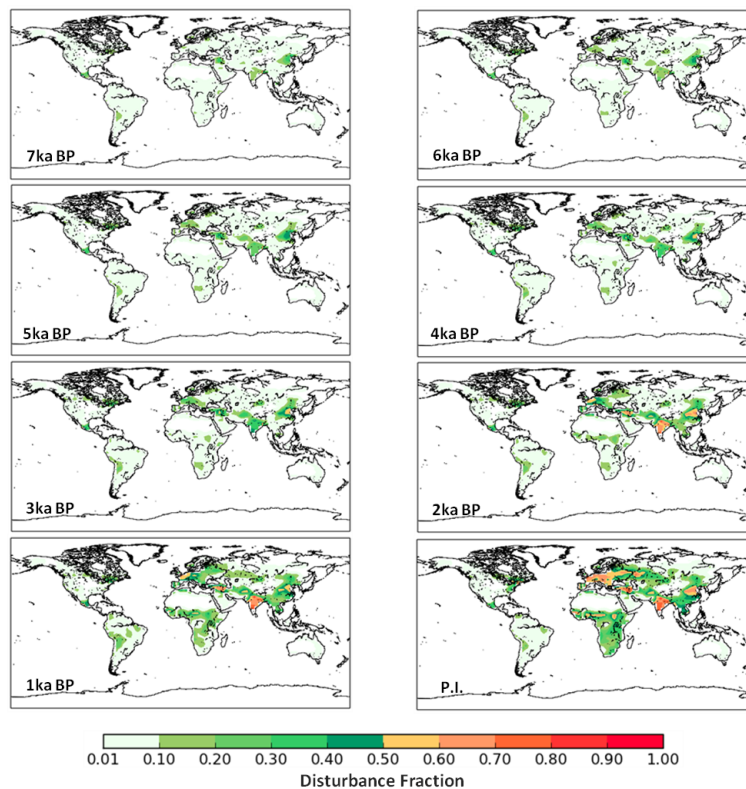 7ka BP
6ka BP
5ka BP
4ka BP
3ka BP
2ka BP
1ka BP
P.I.
0.01 0.10 0.20 0.30 0.40 0.50 0.60 0.70 0.80 0.90 1.00
Disturbance Fraction